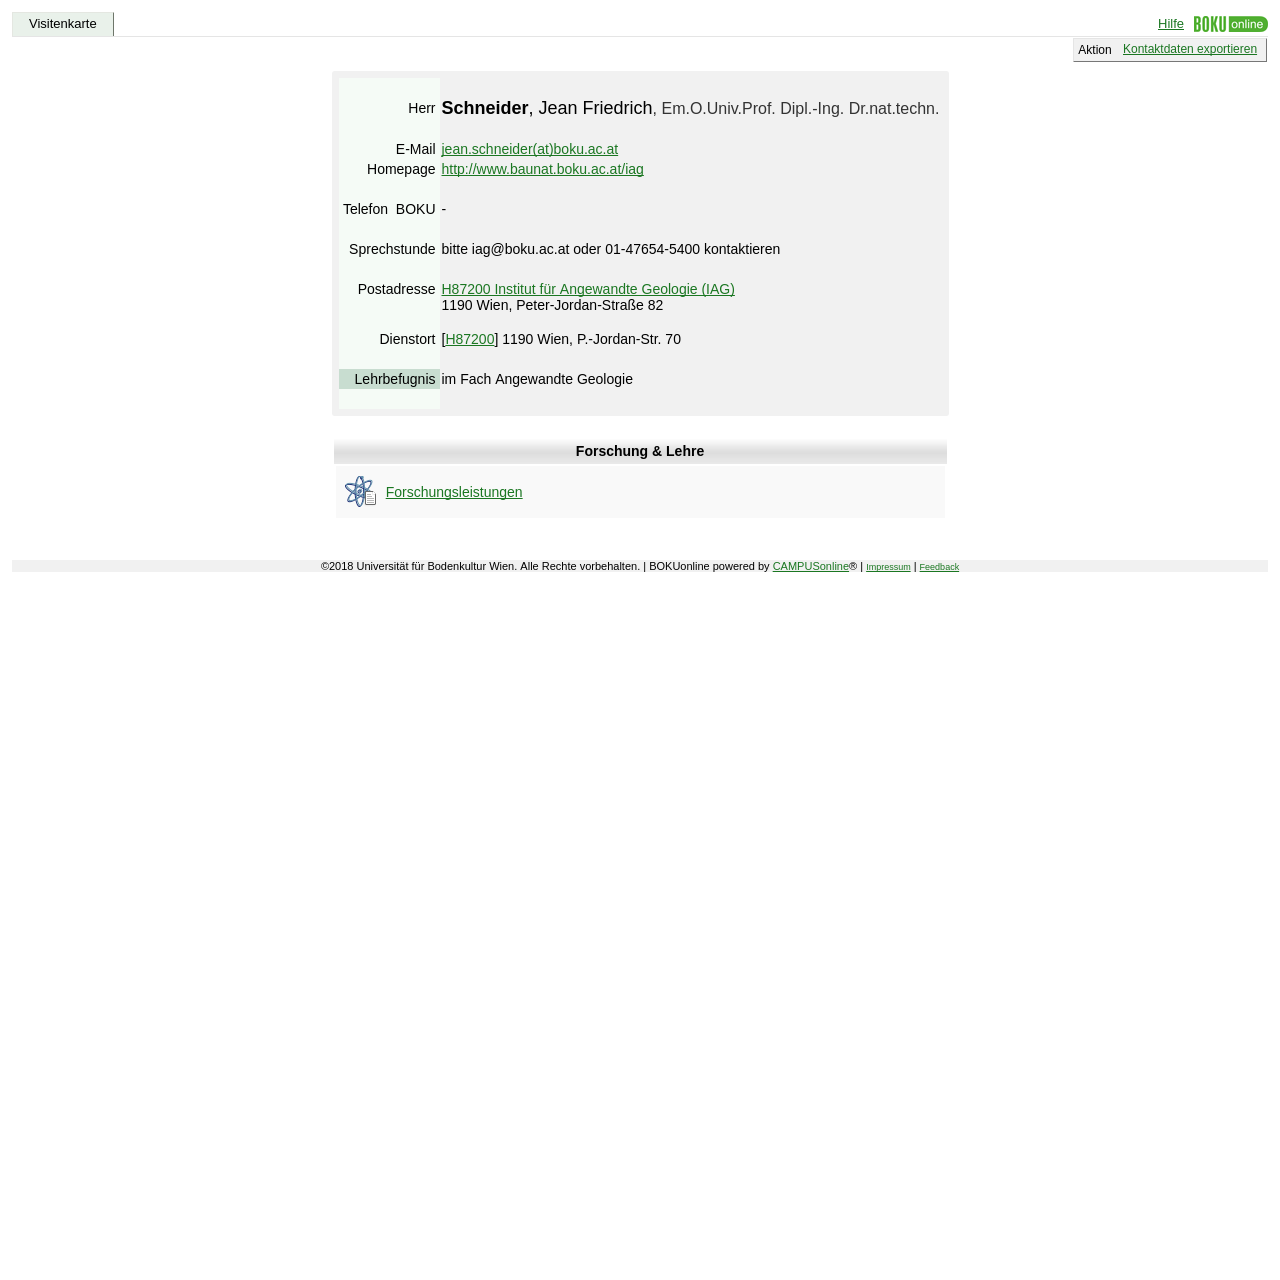 Visitenkarte
Hilfe BOKU online
Aktion Kontaktdaten exportieren
Herr Schneider, Jean Friedrich, Em.O.Univ.Prof. Dipl.-Ing. Dr.nat.techn.
E-Mail jean.schneider(at)boku.ac.at
Homepage http://www.baunat.boku.ac.at/iag
Telefon BOKU -
Sprechstunde bitte iag@boku.ac.at oder 01-47654-5400 kontaktieren
Postadresse H87200 Institut für Angewandte Geologie (IAG)
1190 Wien, Peter-Jordan-Straße 82
Dienstort [H87200] 1190 Wien, P.-Jordan-Str. 70
Lehrbefugnis im Fach Angewandte Geologie
Forschung & Lehre
Forschungsleistungen
©2018 Universität für Bodenkultur Wien. Alle Rechte vorbehalten. | BOKUonline powered by CAMPUSonline® | Impressum | Feedback